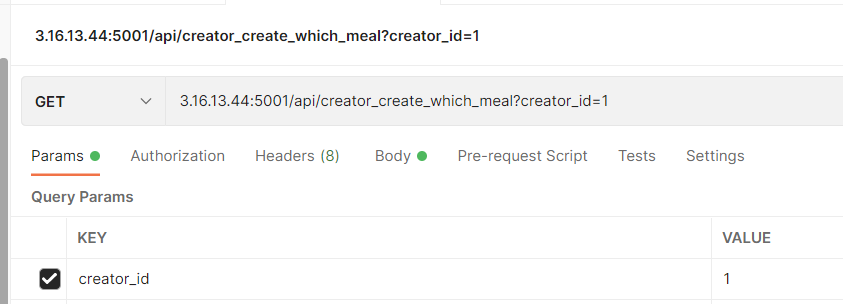 3.16.13.44:5001/api/creator_create_which_meal?creator_id=1
GET 3.16.13.44:5001/api/creator_create_which_meal?creator_id=1
Params Authorization Headers (8) Body Pre-request Script Tests Settings
Query Params
KEY VALUE
creator_id 1